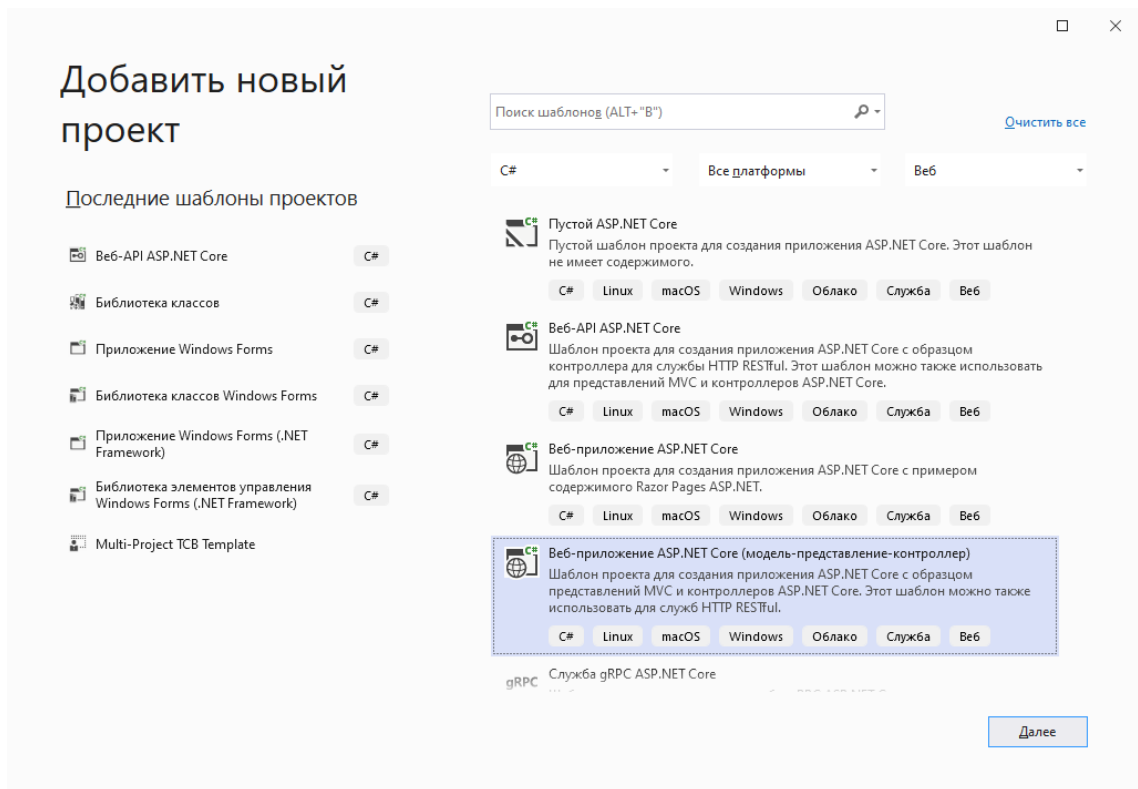 Добавить новый
проект
Последние шаблоны проектов
Веб-API ASP.NET Core C#
Библиотека классов C#
Приложение Windows Forms C#
Библиотека классов Windows Forms C#
Приложение Windows Forms (.NET
Framework) C#
Библиотека элементов управления
Windows Forms (.NET Framework) C#
Multi-Project TCB Template
Поиск шаблонов (ALT+"В")
Очистить все
C# Все платформы Веб
Пустой ASP.NET Core
Пустой шаблон проекта для создания приложения ASP.NET Core. Этот шаблон
не имеет содержимого.
C# Linux macOS Windows Облако Служба Веб
Веб-API ASP.NET Core
Шаблон проекта для создания приложения ASP.NET Core с образцом
контроллера для службы HTTP RESTful. Этот шаблон можно также использовать
для представлений MVC и контроллеров ASP.NET Core.
C# Linux macOS Windows Облако Служба Веб
Веб-приложение ASP.NET Core
Шаблон проекта для создания приложения ASP.NET Core с примером
содержимого Razor Pages ASP.NET.
C# Linux macOS Windows Облако Служба Веб
Веб-приложение ASP.NET Core (модель-представление-контроллер)
Шаблон проекта для создания приложения ASP.NET Core с образцом
представлений MVC и контроллеров ASP.NET Core. Этот шаблон можно также
использовать для служб HTTP RESTful.
C# Linux macOS Windows Облако Служба Веб
gRPC Служба gRPC ASP.NET Core
Далее